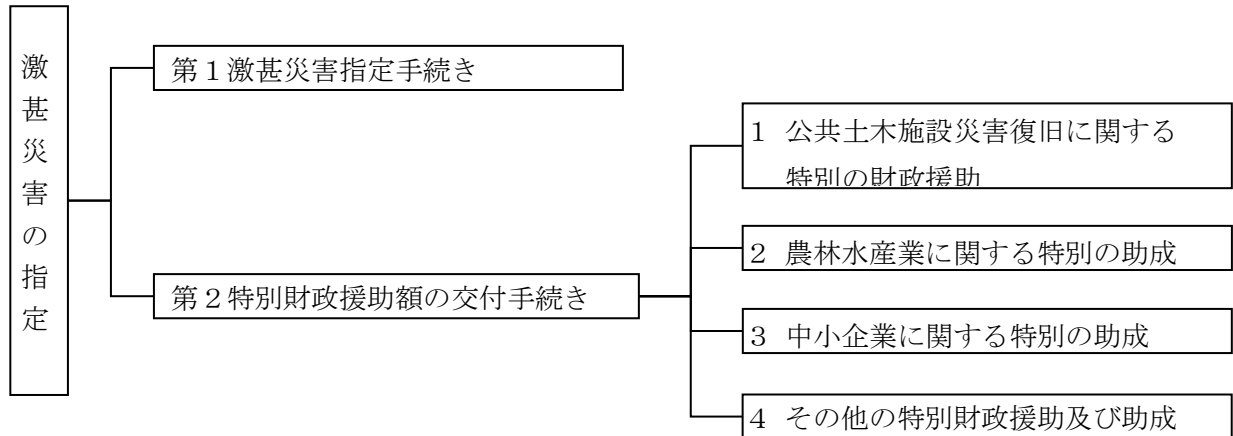 激甚災害の指定
第１激甚災害指定手続き
第２特別財政援助額の交付手続き
１ 公共土木施設災害復旧に関する
特別の財政援助
２ 農林水産業に関する特別の助成
３ 中小企業に関する特別の助成
４ その他の特別財政援助及び助成